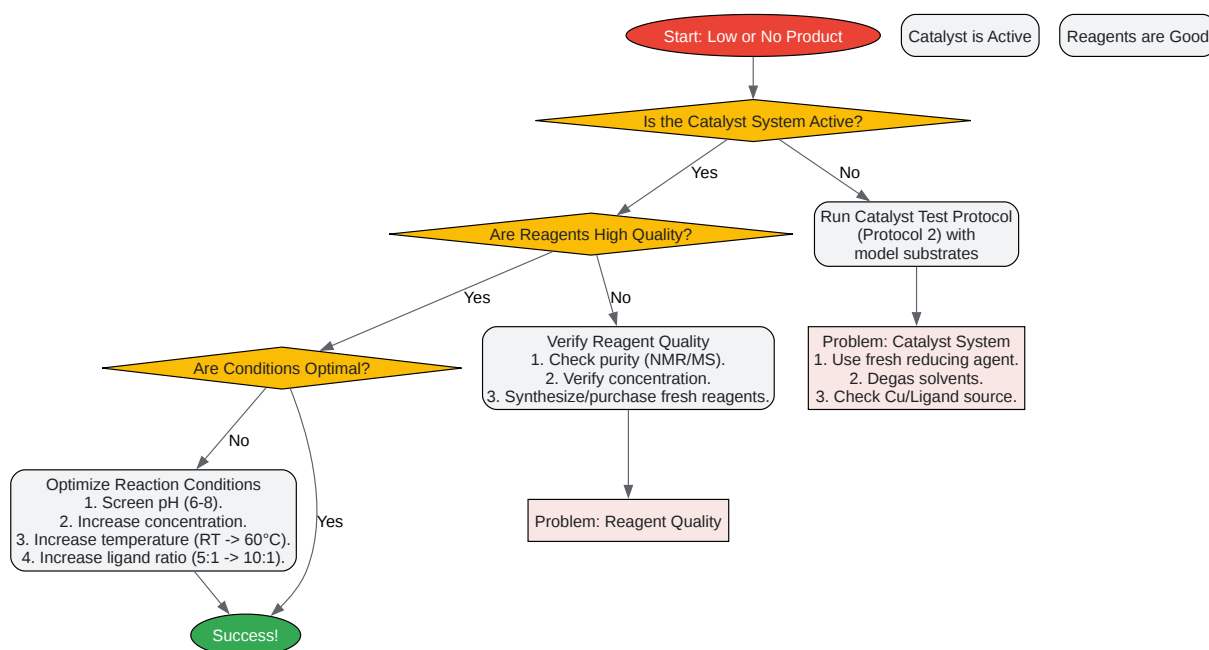 Start: Low or No Product
Catalyst is Active
Reagents are Good
Is the Catalyst System Active?
Yes
No
Are Reagents High Quality?
Run Catalyst Test Protocol
(Protocol 2) with
model substrates
Yes
No
Are Conditions Optimal?
Verify Reagent Quality
1. Check purity (NMR/MS).
2. Verify concentration.
3. Synthesize/purchase fresh reagents.
Problem: Catalyst System
1. Use fresh reducing agent.
2. Degas solvents.
3. Check Cu/Ligand source.
No
Yes
Optimize Reaction Conditions
1. Screen pH (6-8).
2. Increase concentration.
3. Increase temperature (RT -> 60°C).
4. Increase ligand ratio (5:1 -> 10:1).
Problem: Reagent Quality
Success!